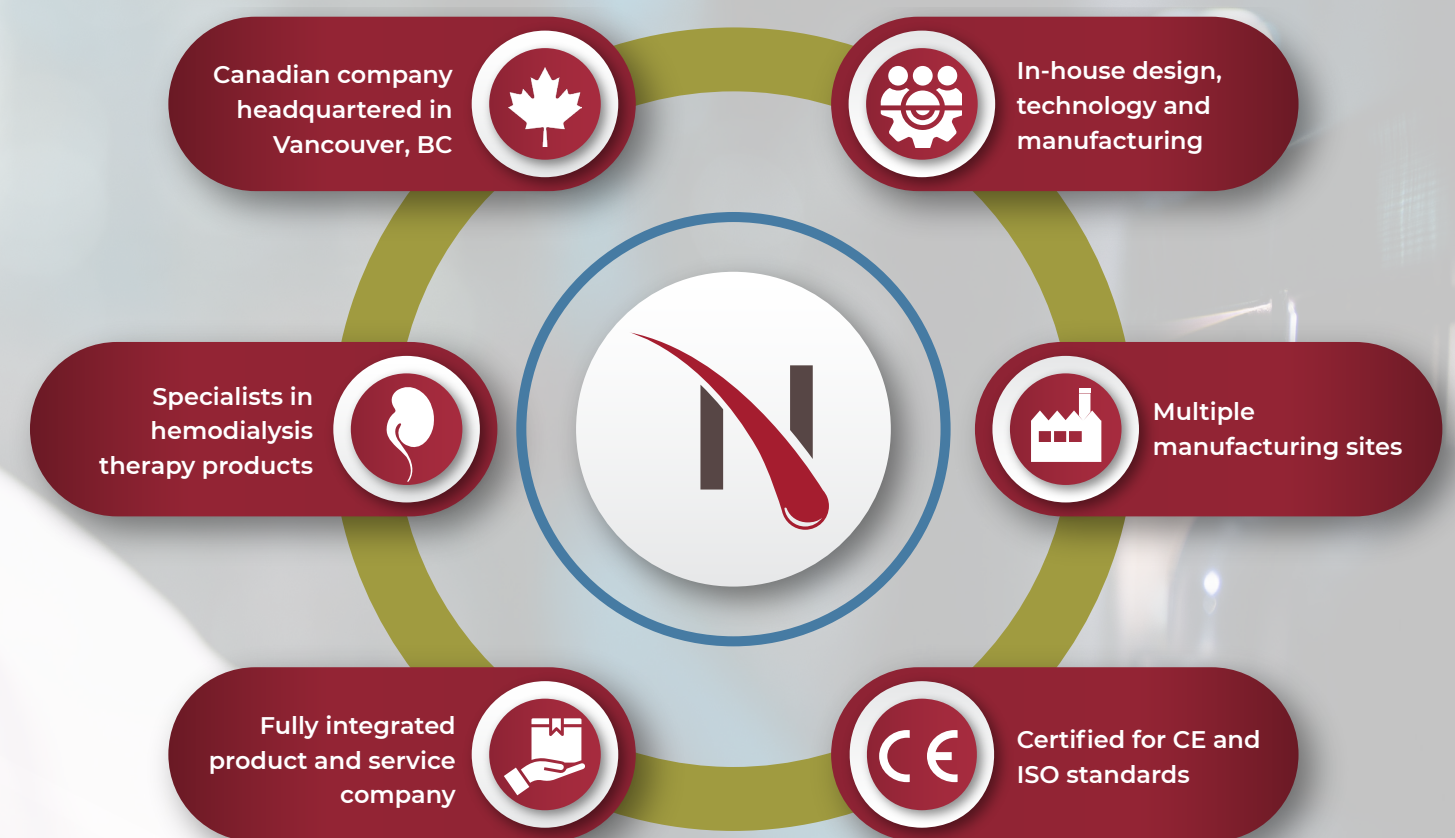 Canadian company
headquartered in
Vancouver, BC
In-house design,
technology and
manufacturing
Specialists in
hemodialysis
therapy products
N
Multiple
manufacturing sites
Fully integrated
product and service
company
CE
Certified for CE and
ISO standards